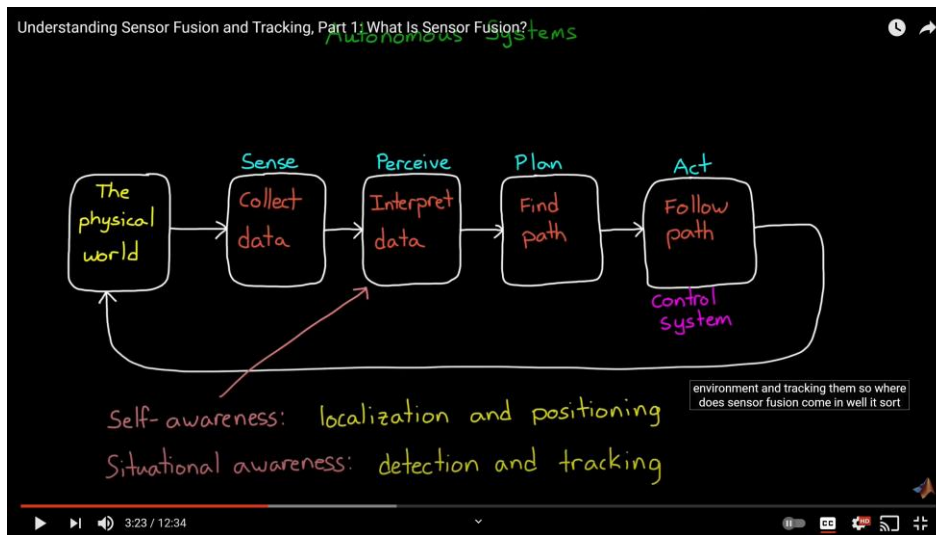 Understanding Sensor Fusion and Tracking, Part 1: What Is Sensor Fusion?
Autonomous Systems
Sense
Perceive
Plan
Act
The
physical
world
Collect
data
Interpret
data
Find
path
Follow
path
Control
system
environment and tracking them so where
does sensor fusion come in well it sort
Self-awareness: localization and positioning
Situational awareness: detection and tracking
3:23 / 12:34
CC
HD